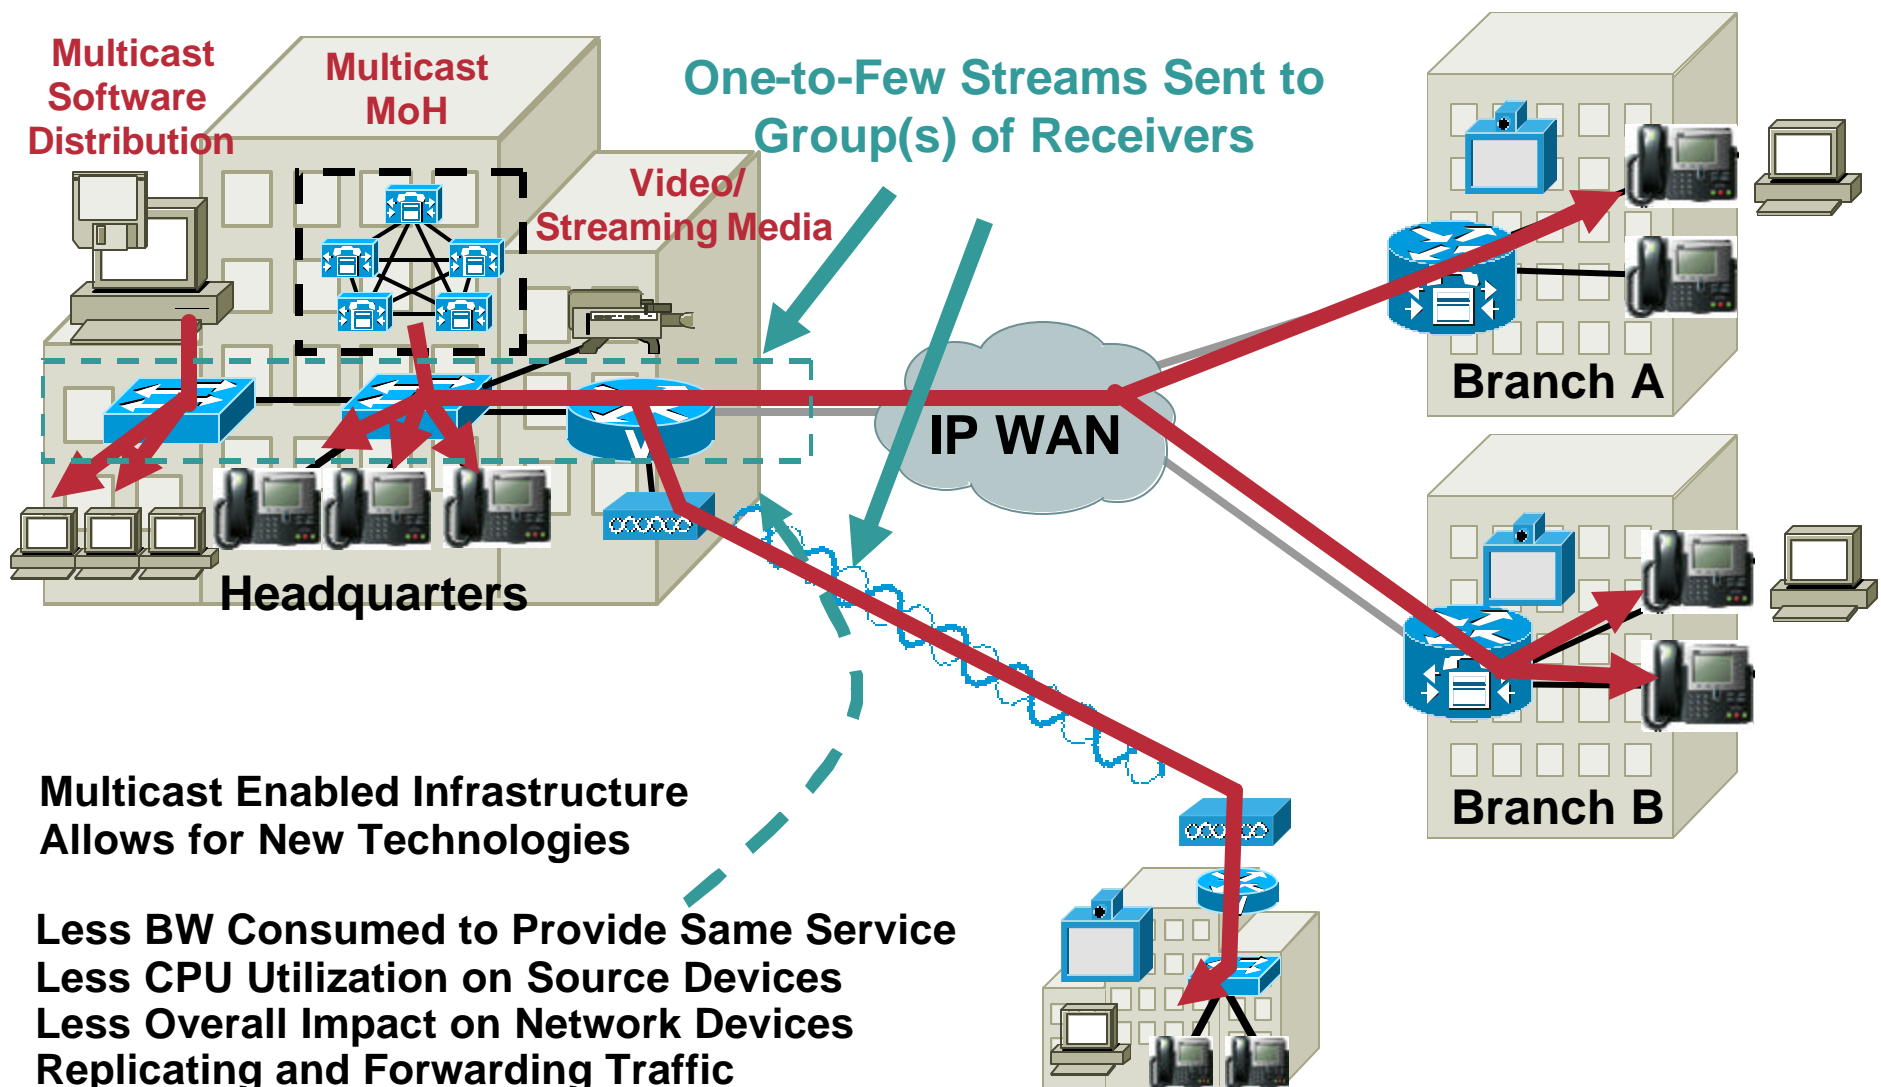 Multicast
Software
Distribution
Multicast
MoH
One-to-Few Streams Sent to
Group(s) of Receivers
Video/
Streaming Media
IP WAN
V
Headquarters
Branch A
Branch B
Multicast Enabled Infrastructure
Allows for New Technologies
Less BW Consumed to Provide Same Service
Less CPU Utilization on Source Devices
Less Overall Impact on Network Devices
Replicating and Forwarding Traffic